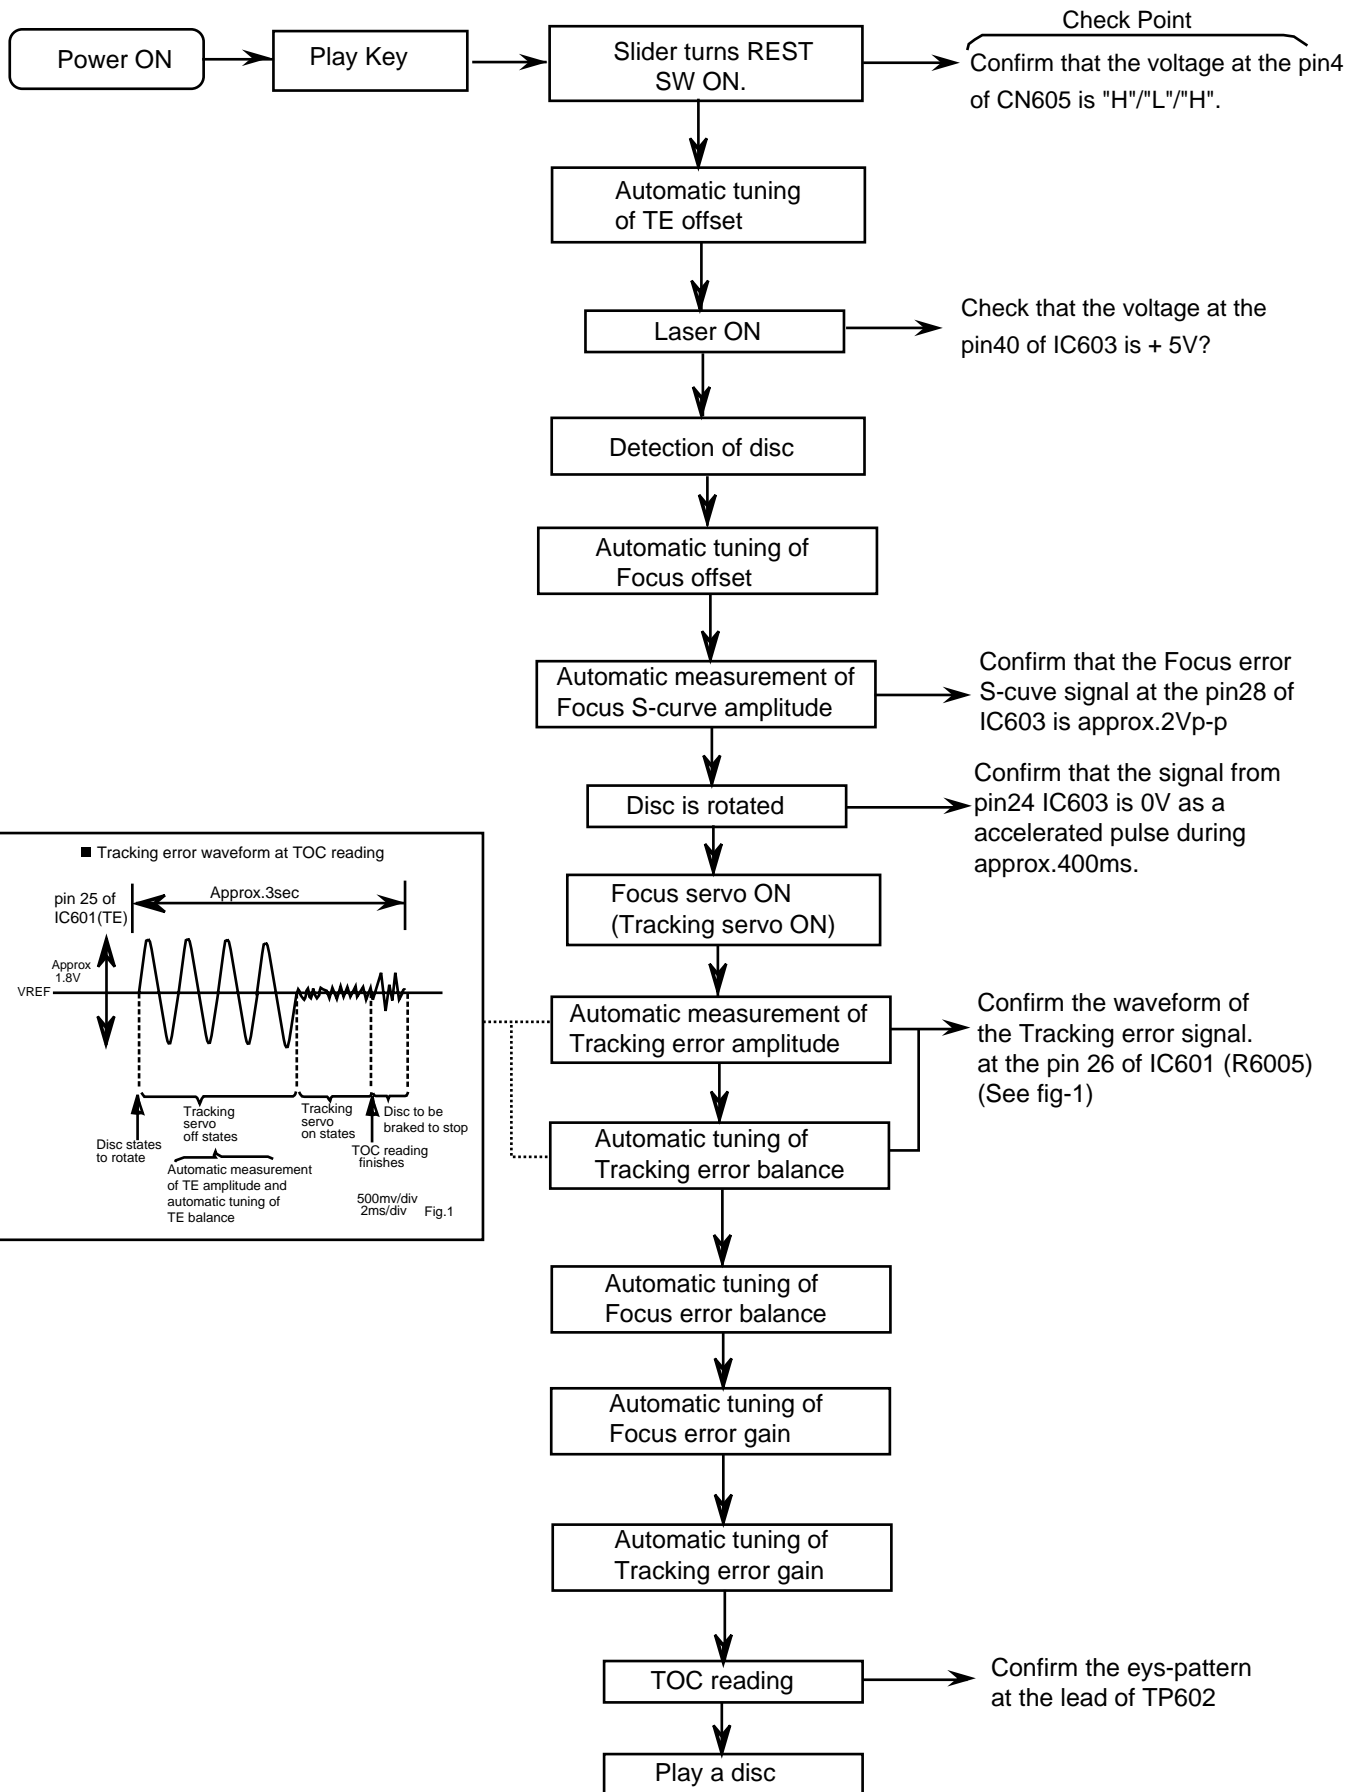 Check Point
Power ON
Play Key
Slider turns REST
SW ON.
Confirm that the voltage at the pin4
of CN605 is "H"/"L"/"H".
Automatic tuning
of TE offset
Laser ON
Check that the voltage at the
pin40 of IC603 is + 5V?
Detection of disc
Automatic tuning of
Focus offset
Automatic measurement of
Focus S-curve amplitude
Confirm that the Focus error
S-cuve signal at the pin28 of
IC603 is approx.2Vp-p
Disc is rotated
Confirm that the signal from
pin24 IC603 is 0V as a
accelerated pulse during
approx.400ms.
Focus servo ON
(Tracking servo ON)
■ Tracking error waveform at TOC reading
pin 25 of
IC601(TE)
Approx.3sec
Approx
1.8V
VREF
Tracking
servo
off states
Tracking
servo
on states
Disc to be
braked to stop
Disc states
to rotate
TOC reading
finishes
Automatic measurement
of TE amplitude and
automatic tuning of
TE balance
500mv/div
2ms/div
Fig.1
Automatic measurement of
Tracking error amplitude
Confirm the waveform of
the Tracking error signal.
at the pin 26 of IC601 (R6005)
(See fig-1)
Automatic tuning of
Tracking error balance
Automatic tuning of
Focus error balance
Automatic tuning of
Focus error gain
Automatic tuning of
Tracking error gain
TOC reading
Confirm the eys-pattern
at the lead of TP602
Play a disc